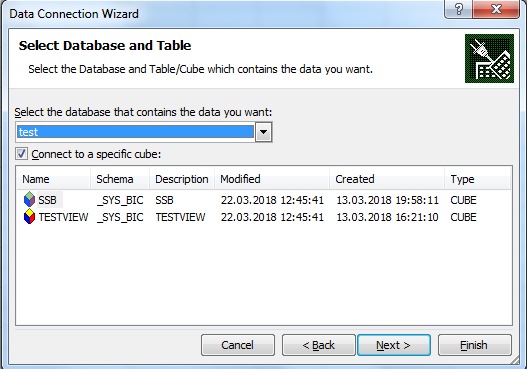 Data Connection Wizard
Select Database and Table
Select the Database and Table/Cube which contains the data you want.
Select the database that contains the data you want:
test
Connect to a specific cube:
Name Schema Description Modified Created Type
SSB _SYS_BIC SSB 22.03.2018 12:45:41 13.03.2018 19:58:11 CUBE
TESTVIEW _SYS_BIC TESTVIEW 22.03.2018 12:45:41 13.03.2018 16:21:10 CUBE
Cancel < Back Next > Finish